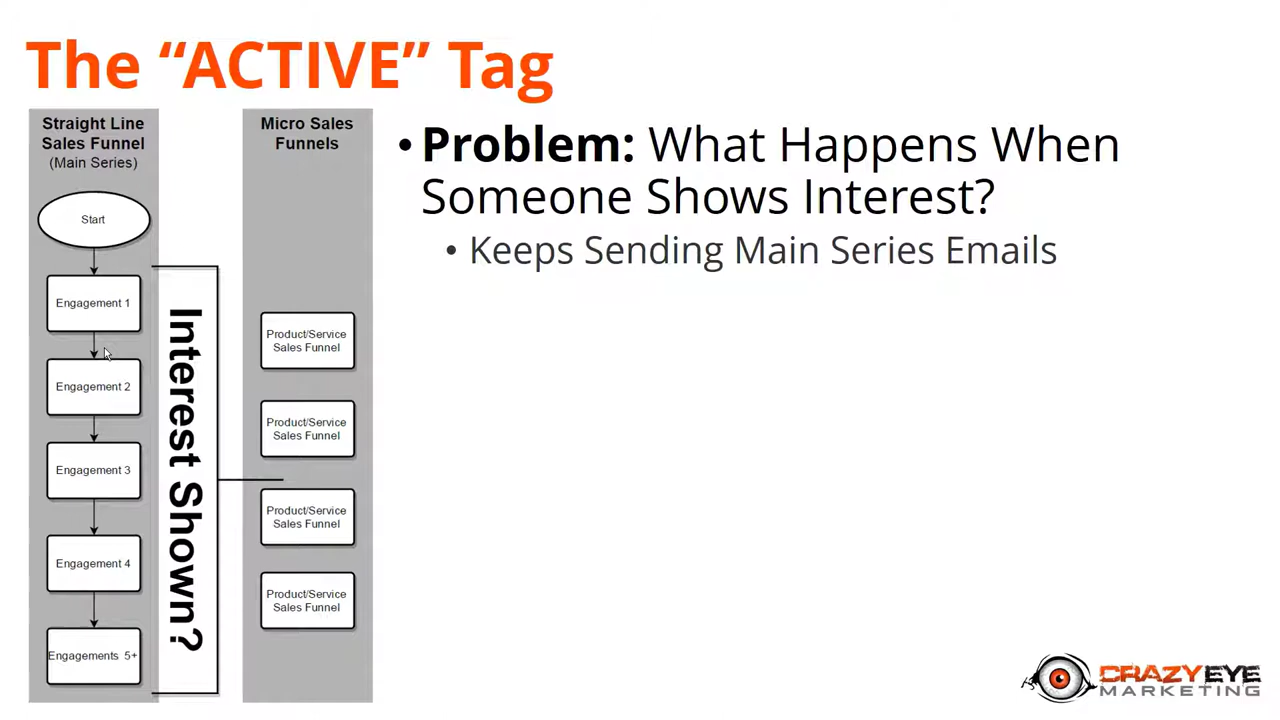 The “ACTIVE” Tag
Straight Line
Sales Funnel
(Main Series)
Start
Engagement 1
Engagement 2
Engagement 3
Engagement 4
Engagements 5+
Interest Shown?
Micro Sales
Funnels
Product/Service
Sales Funnel
Product/Service
Sales Funnel
Product/Service
Sales Funnel
Product/Service
Sales Funnel
• Problem: What Happens When
Someone Shows Interest?
• Keeps Sending Main Series Emails
CRAZYEYE
MARKETING